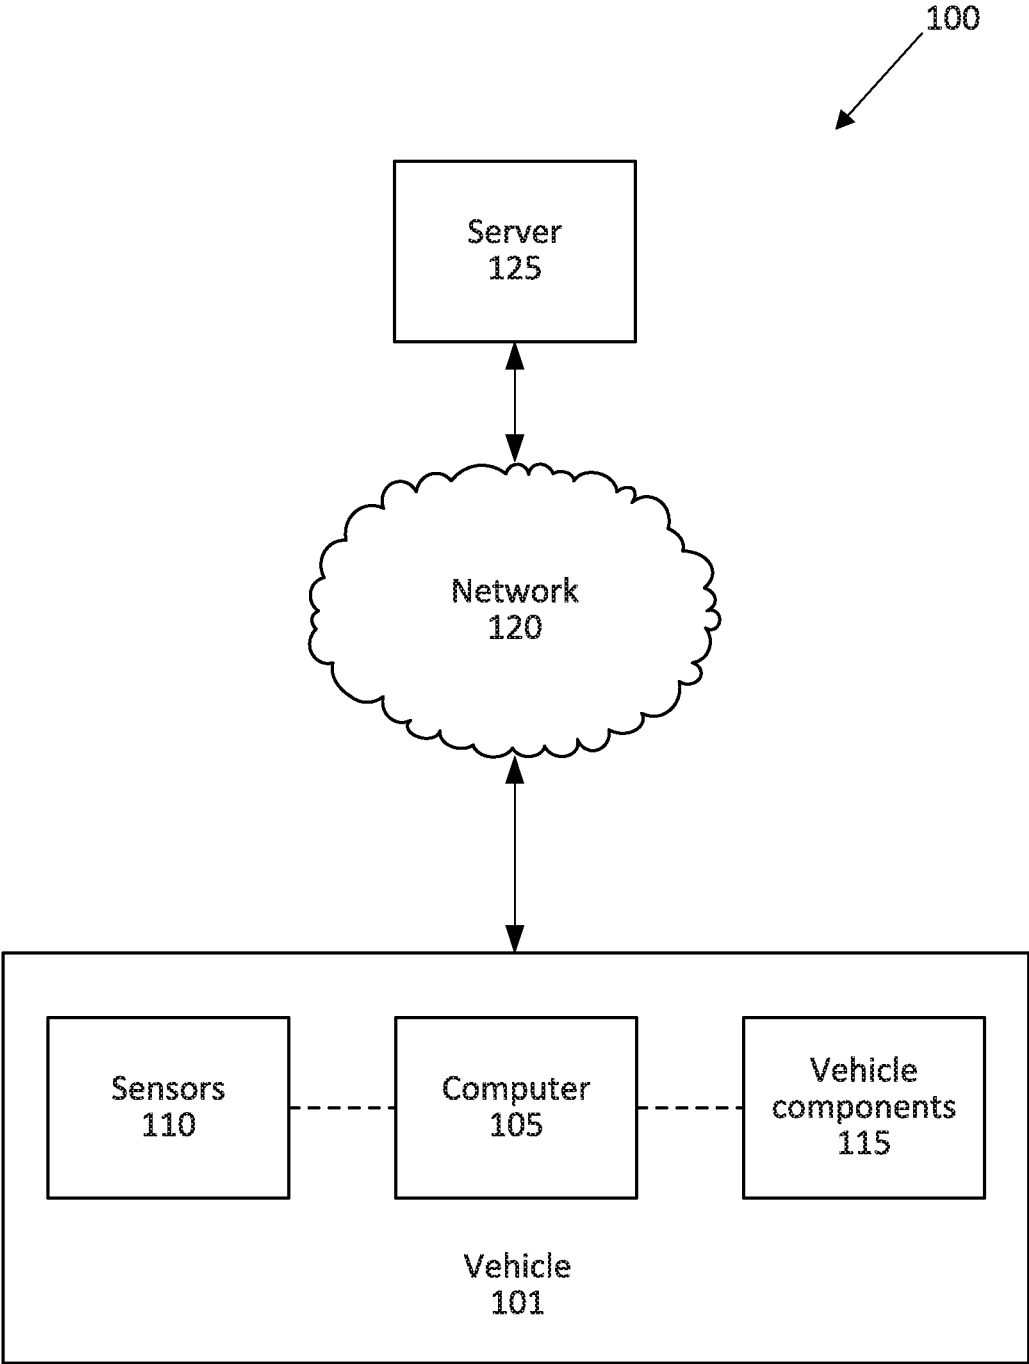 100
Server
125
Network
120
Sensors
110
Computer
105
Vehicle
components
115
Vehicle
101